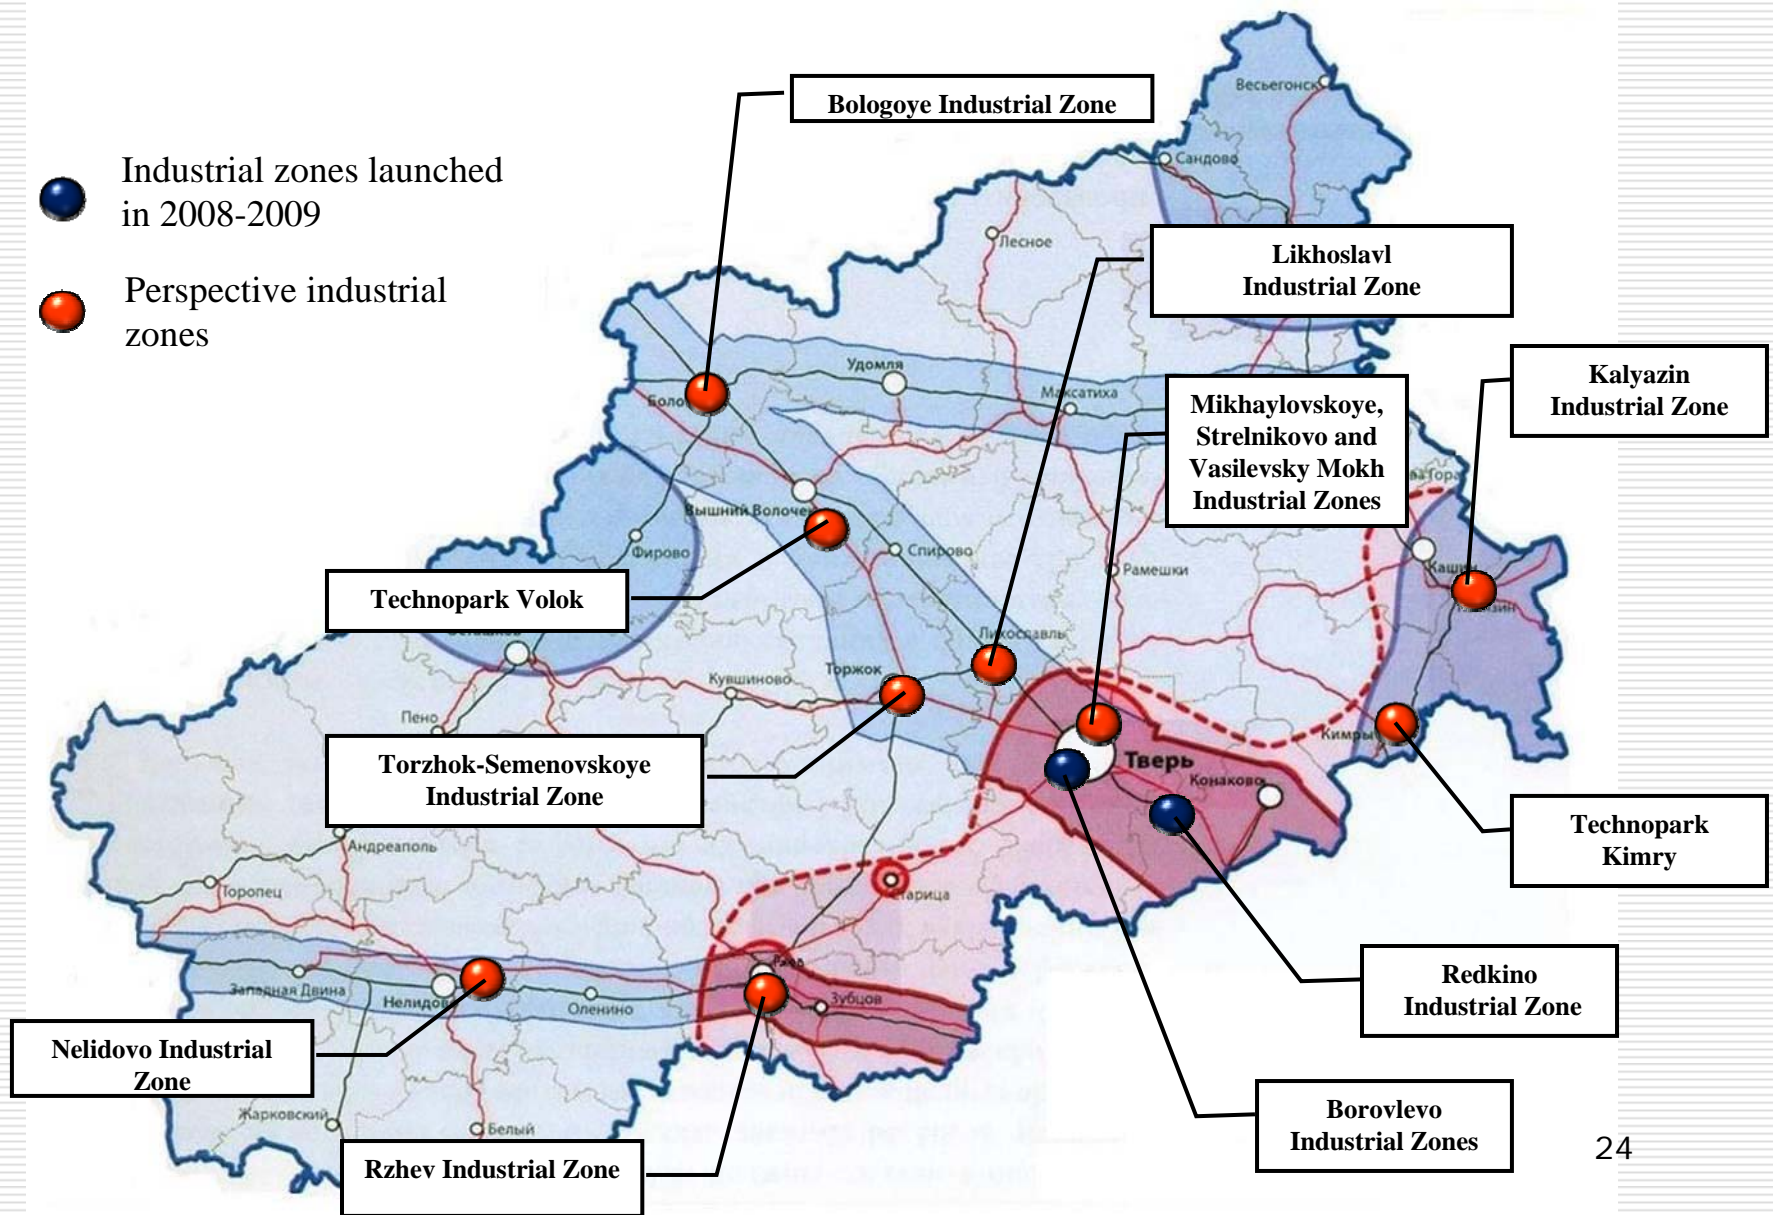 Industrial zones launched
in 2008-2009
Perspective industrial
zones
Bologoye Industrial Zone
Likhoslavl
Industrial Zone
Kalyazin
Industrial Zone
Mikhaylovskoye,
Strelnikovo and
Vasilevsky Mokh
Industrial Zones
Technopark Volok
Torzhok-Semenovskoye
Industrial Zone
Technopark
Kimry
Redkino
Industrial Zone
Nelidovo Industrial
Zone
Borovlevo
Industrial Zones
Rzhev Industrial Zone
24
Весьегонск
Сандово
Лесное
Удомля
Максатиха
Вышний Волочек
Фирово
Спирово
Рамешки
Кашин
Лихославль
Торжок
Кувшиново
Пено
Тверь
Конаково
Кимры
Андреаполь
Торопец
Старица
Ржев
Зубцов
Западная Двина
Нелидово
Оленино
Жарковский
Белый